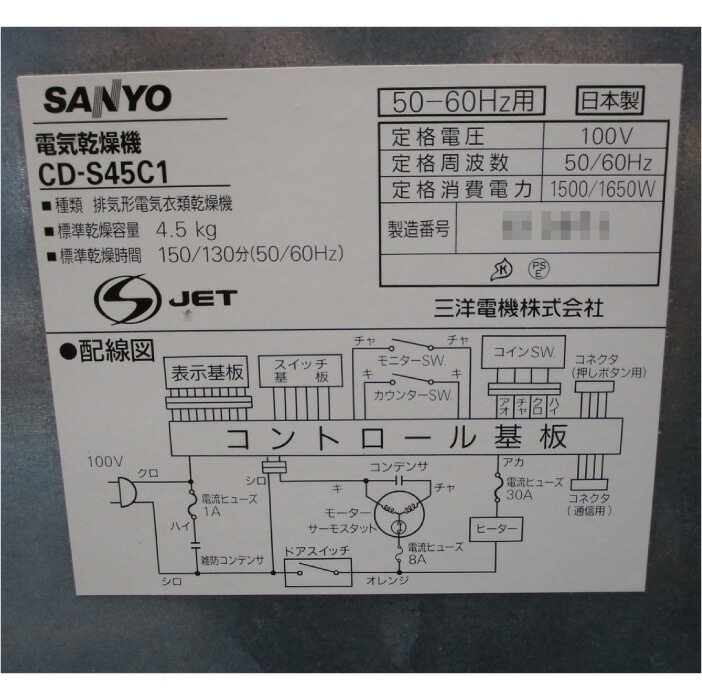 SANYO
電気乾燥機
CD-S45C1
■種類 排気形電気衣類乾燥機
■標準乾燥容量 4.5 kg
■標準乾燥時間 150/130分(50/60Hz)
S JET
50-60Hz用
日本製
定格電圧 100V
定格周波数 50/60Hz
定格消費電力 1500/1650W
製造番号
K
PS
E
三洋電機株式会社
●配線図
表示基板
スイッチ
基板
チャ
チャ
モニターSW.
キ
キ
カウンターSW.
コインSW.
アオ
チャ
クロ
ハイ
コネクタ
(押しボタン用)
コントロール基板
100V
クロ
電流ヒューズ
1A
ハイ
雑防コンデンサ
シロ
シロ
コンデンサ
キ
チャ
モーター
サーモスタット
電流ヒューズ
8A
ドアスイッチ
オレンジ
アカ
電流ヒューズ
30A
ヒーター
コネクタ
(通信用)